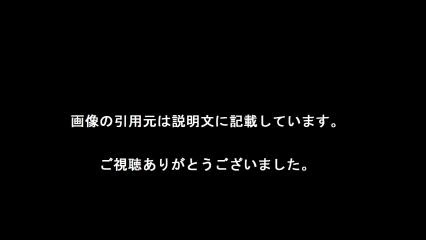 画像の引用元は説明文に記載しています。
ご視聴ありがとうございました。